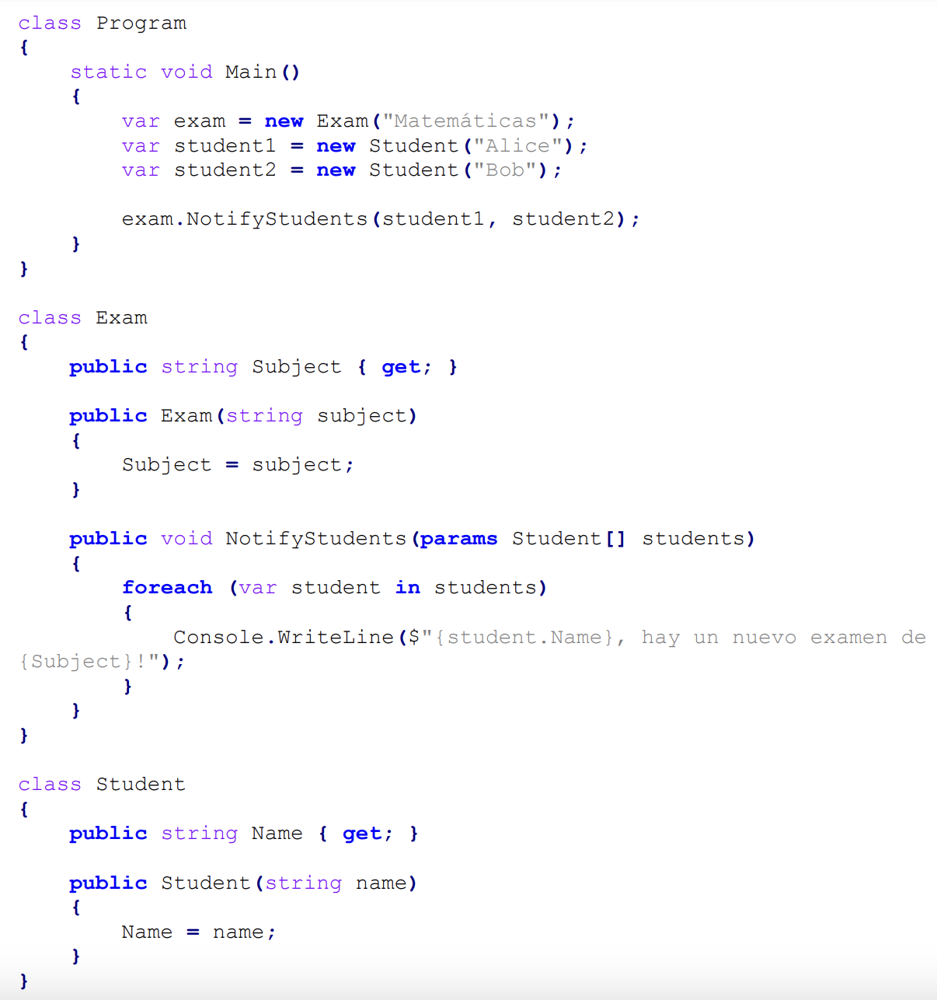 class Program
{
    static void Main()
    {
        var exam = new Exam("Matemáticas");
        var student1 = new Student("Alice");
        var student2 = new Student("Bob");

        exam.NotifyStudents(student1, student2);
    }
}

class Exam
{
    public string Subject { get; }

    public Exam(string subject)
    {
        Subject = subject;
    }

    public void NotifyStudents(params Student[] students)
    {
        foreach (var student in students)
        {
            Console.WriteLine($"{student.Name}, hay un nuevo examen de
{Subject}!");
        }
    }
}

class Student
{
    public string Name { get; }

    public Student(string name)
    {
        Name = name;
    }
}